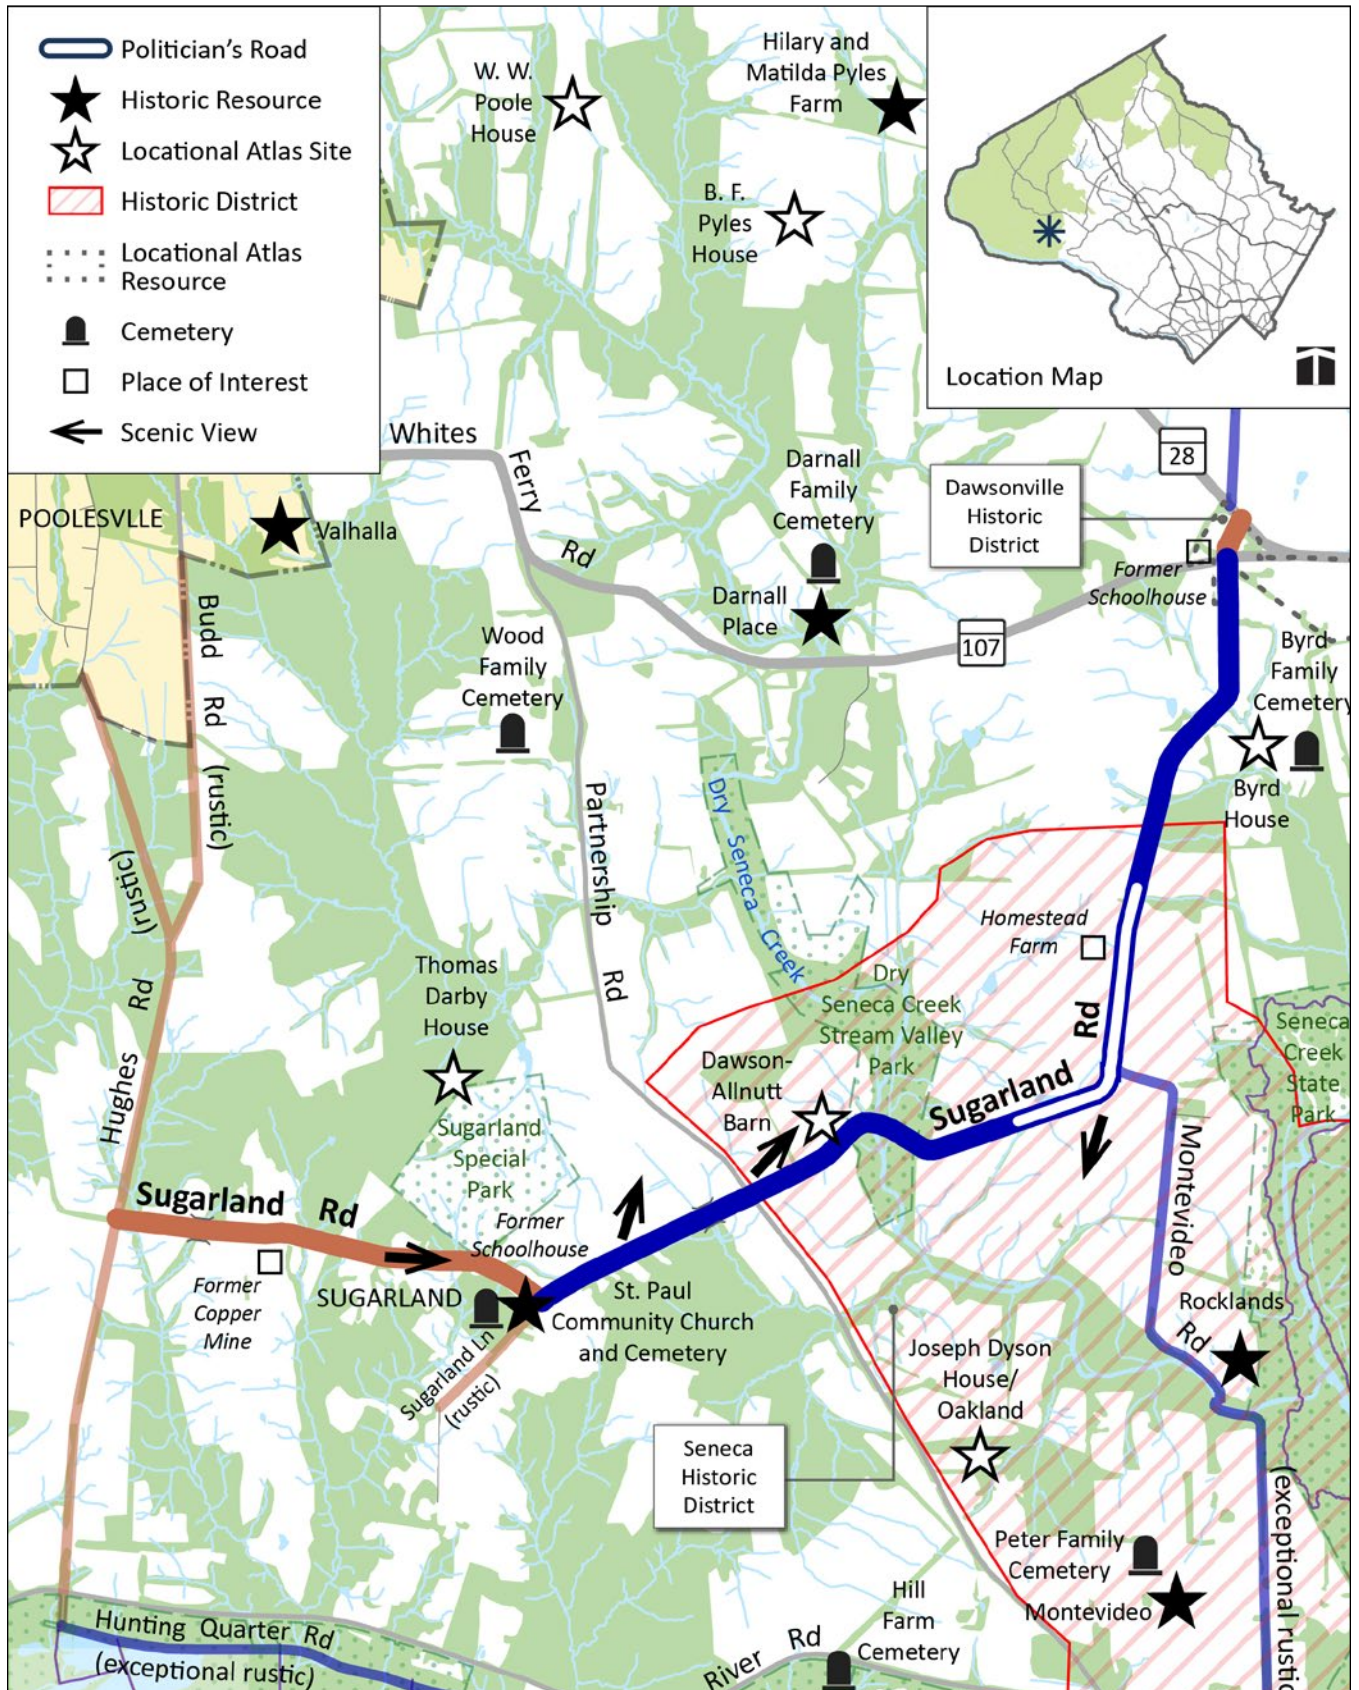 Politician's Road
Historic Resource
Locational Atlas Site
Historic District
Locational Atlas
Resource
Cemetery
Place of Interest
Scenic View
W. W.
Poole
House
Hilary and
Matilda Pyles
Farm
B. F.
Pyles
House
Location Map
Whites
Ferry
Rd
28
Darnall
Family
Cemetery
Dawsonville
Historic
District
POOLESVLLE
Valhalla
Former
Schoolhouse
Darnall
Place
107
Budd
Rd
(rustic)
Wood
Family
Cemetery
Byrd
Family
Cemetery
Byrd
House
Partnership
Rd
Dry
Seneca
Creek
(rustic)
Hughes
Rd
Homestead
Farm
Thomas
Darby
House
Dry
Seneca Creek
Stream Valley
Park
Seneca
Creek
State
Park
Sugarland
Rd
Dawson-
Allnutt
Barn
Sugarland
Special
Park
Montevideo
Rd
Sugarland Rd
Former
Schoolhouse
Former
Copper
Mine
SUGARLAND
St. Paul
Community Church
and Cemetery
Rocklands
Sugarland Ln
(rustic)
Joseph Dyson
House/
Oakland
Seneca
Historic
District
(exceptional rustic
Peter Family
Cemetery
Montevideo
Hill
Farm
Cemetery
Hunting Quarter Rd
(exceptional rustic)
River Rd